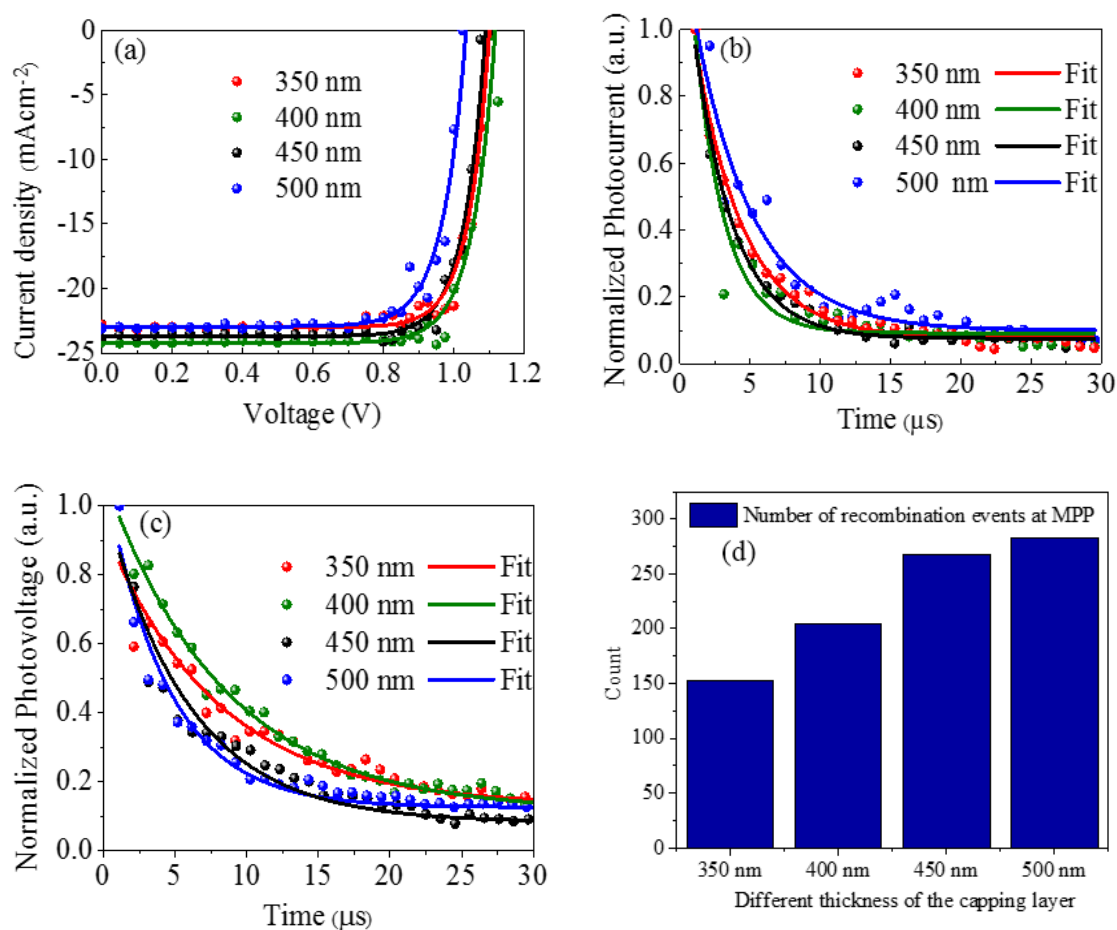 (a)
0
-5
-10
-15
-20
-25
0.0 0.2 0.4 0.6 0.8 1.0 1.2
Current density (mAcm-2)
Voltage (V)
350 nm
400 nm
450 nm
500 nm
(b)
1.0
0.8
0.6
0.4
0.2
0.0
0 5 10 15 20 25 30
Normalized Photocurrent (a.u.)
Time (μs)
350 nm Fit
400 nm Fit
450 nm Fit
500 nm Fit
(c)
1.0
0.8
0.6
0.4
0.2
0.0
0 5 10 15 20 25 30
Normalized Photovoltage (a.u.)
Time (μs)
350 nm Fit
400 nm Fit
450 nm Fit
500 nm Fit
Number of recombination events at MPP
(d)
300
250
200
150
100
50
0
Count
350 nm 400 nm 450 nm 500 nm
Different thickness of the capping layer